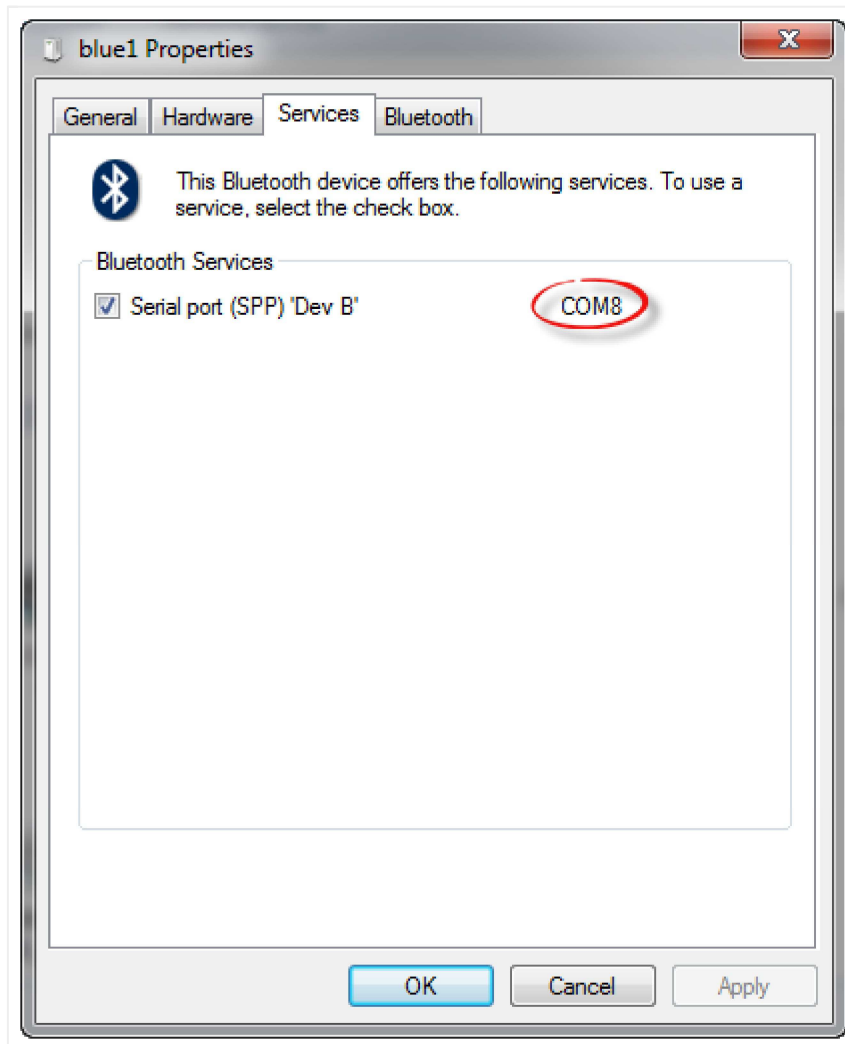 blue1 Properties
General Hardware Services Bluetooth
This Bluetooth device offers the following services. To use a
service, select the check box.
Bluetooth Services
Serial port (SPP) 'Dev B' COM8
OK Cancel Apply